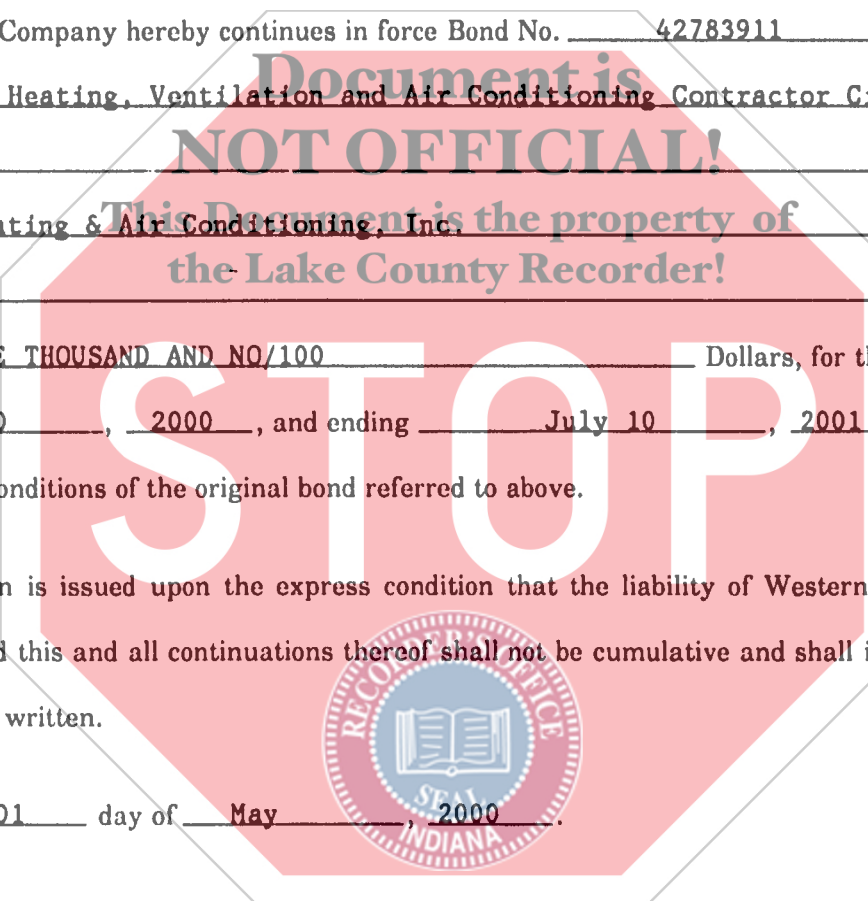 Company hereby continues in force Bond No. 42783911
Document is
Heating, Ventilation and Air Conditioning Contractor
NOT OFFICIAL!
& Air Conditioning, Inc.
This Document is the property of
the Lake County Recorder!
THOUSAND AND NO/100 Dollars, for
, 2000, and ending July 10, 2001
STOP
conditions of the original bond referred to above.
is issued upon the express condition that the liability of Western
this and all continuations thereof shall not be cumulative and shall
written.
RECORDER'S OFFICE
SEAL
INDIANA
01 day of May, 2000.